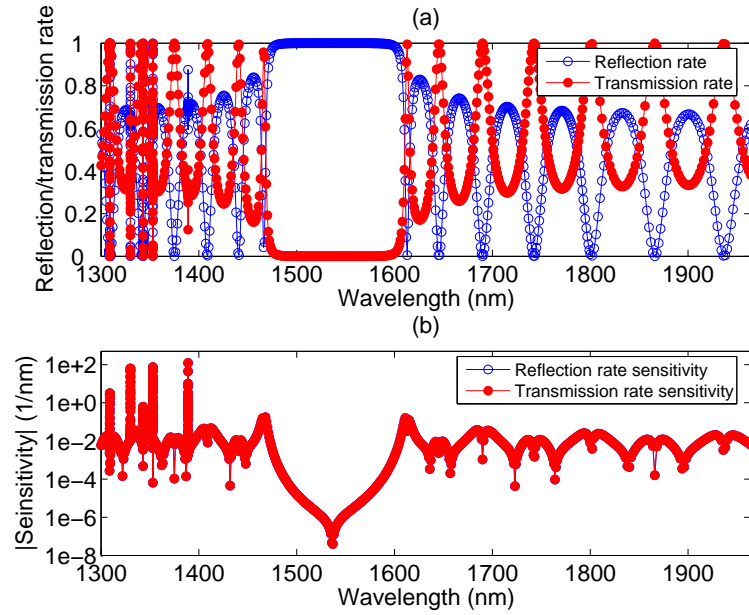 (a)
Reflection/transmission rate
1
0.8
0.6
0.4
0.2
0
Reflection rate
Transmission rate
1300 1400 1500 1600 1700 1800 1900
Wavelength (nm)
(b)
|Seinsitivity| (1/nm)
1e+2
1e+0
1e−2
1e−4
1e−6
1e−8
Reflection rate sensitivity
Transmission rate sensitivity
1300 1400 1500 1600 1700 1800 1900
Wavelength (nm)